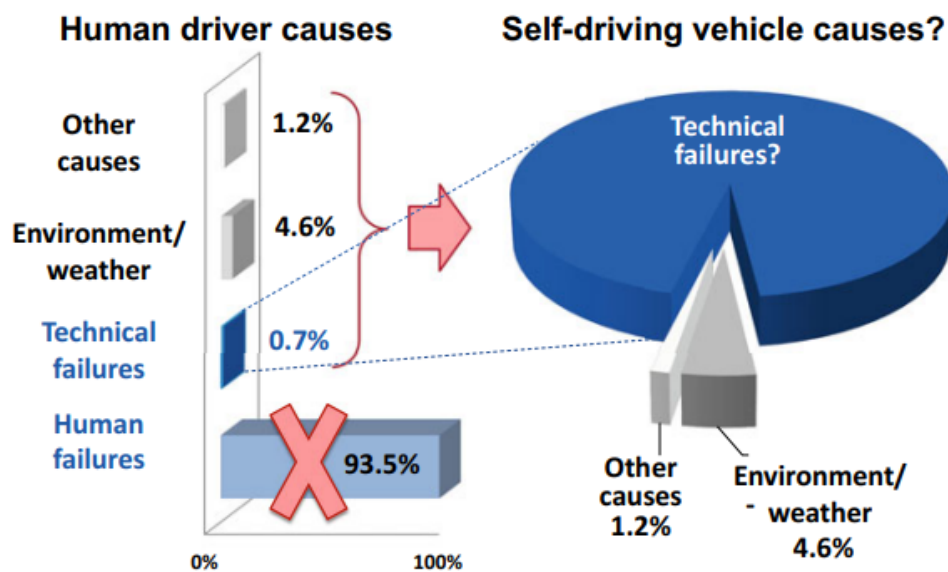 Human driver causes
Self-driving vehicle causes?
Other
causes
1.2%
Environment/
weather
4.6%
Technical
failures
0.7%
Human
failures
93.5%
0%
100%
Technical
failures?
Other
causes
1.2%
Environment/
- weather
4.6%